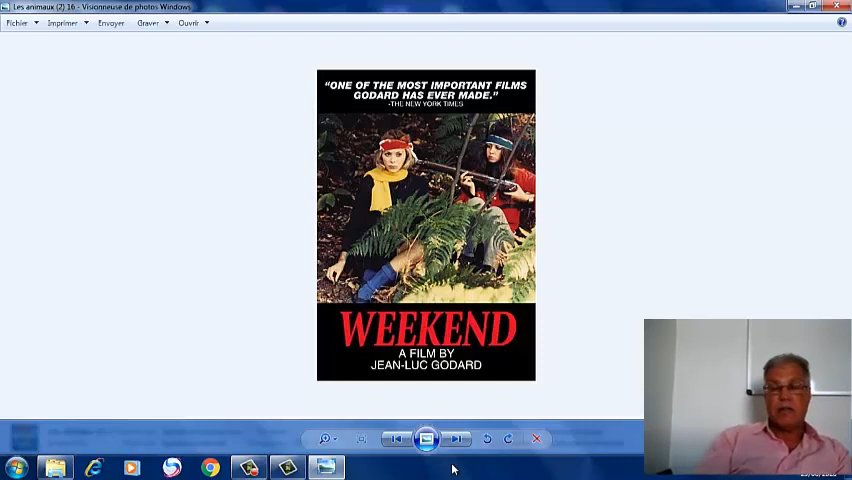 Les animaux (2) 16 - Visionneuse de photos Windows
Fichier Imprimer Envoyer Graver Ouvrir
"ONE OF THE MOST IMPORTANT FILMS
GODARD HAS EVER MADE."
-THE NEW YORK TIMES
WEEKEND
A FILM BY
JEAN-LUC GODARD